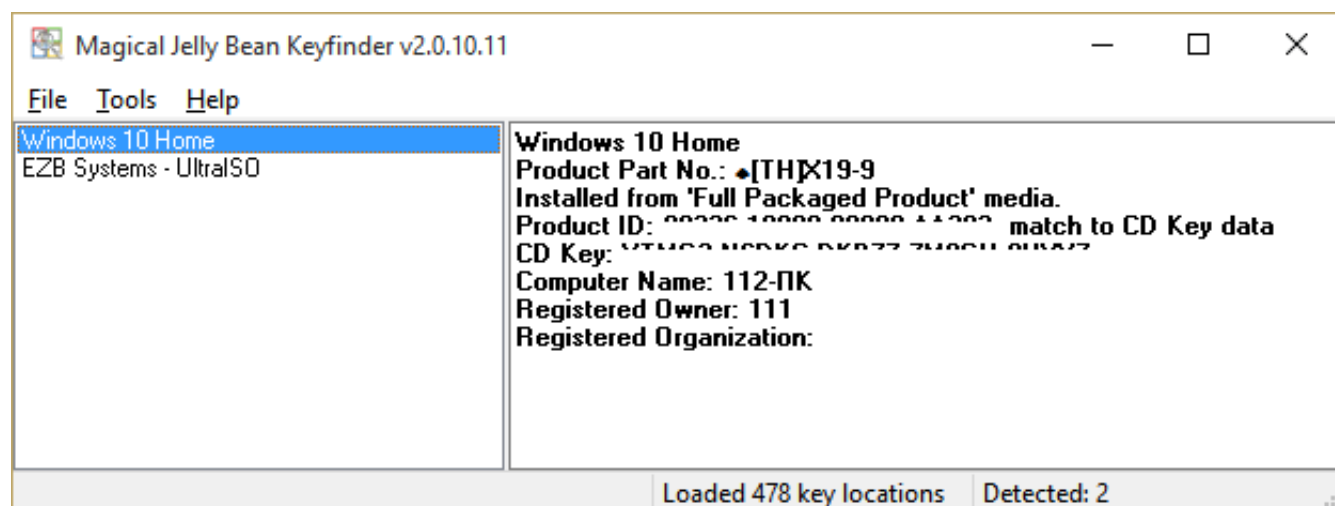 Magical Jelly Bean Keyfinder v2.0.10.11
File Tools Help
Windows 10 Home
EZB Systems - UltraISO
Windows 10 Home
Product Part No.: [TH]X19-9
Installed from 'Full Packaged Product' media.
Product ID: match to CD Key data
CD Key:
Computer Name: 112-ПК
Registered Owner: 111
Registered Organization:
Loaded 478 key locations Detected: 2